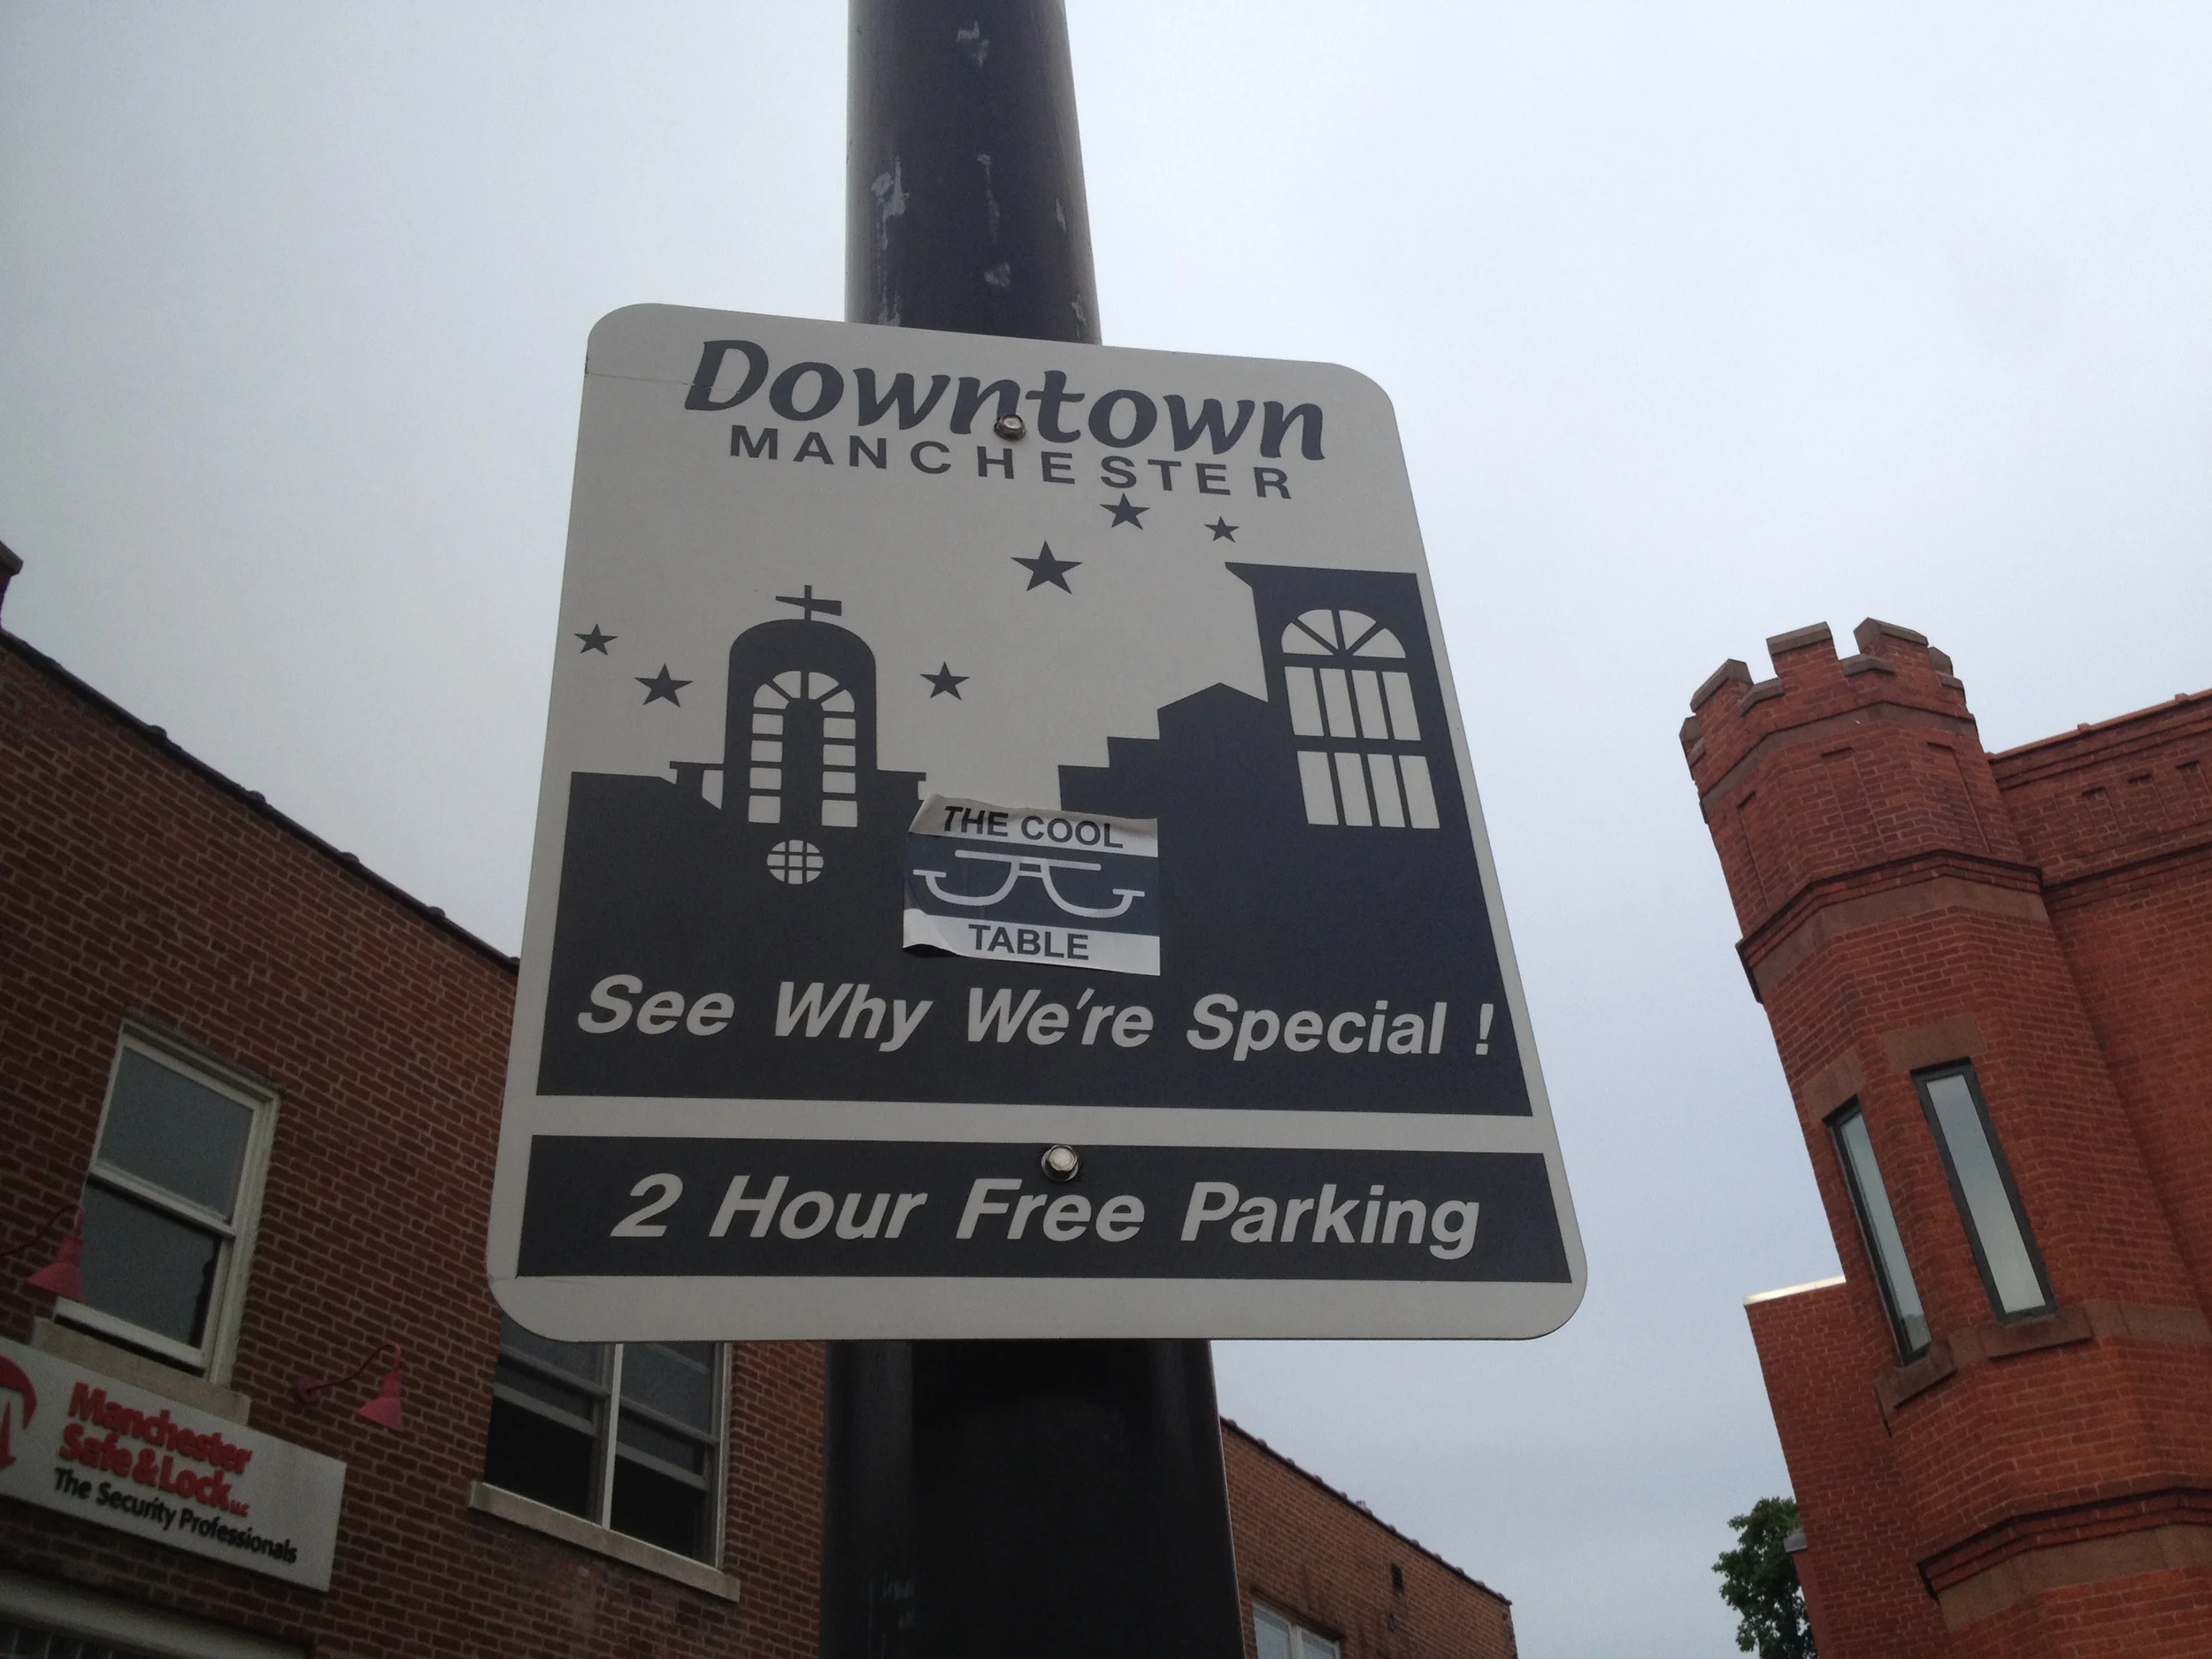 Downtown
MANCHESTER
THE COOL
TABLE
See Why We're Special !
2 Hour Free Parking
Manchester
Safe & Lock LLC
The Security Professionals